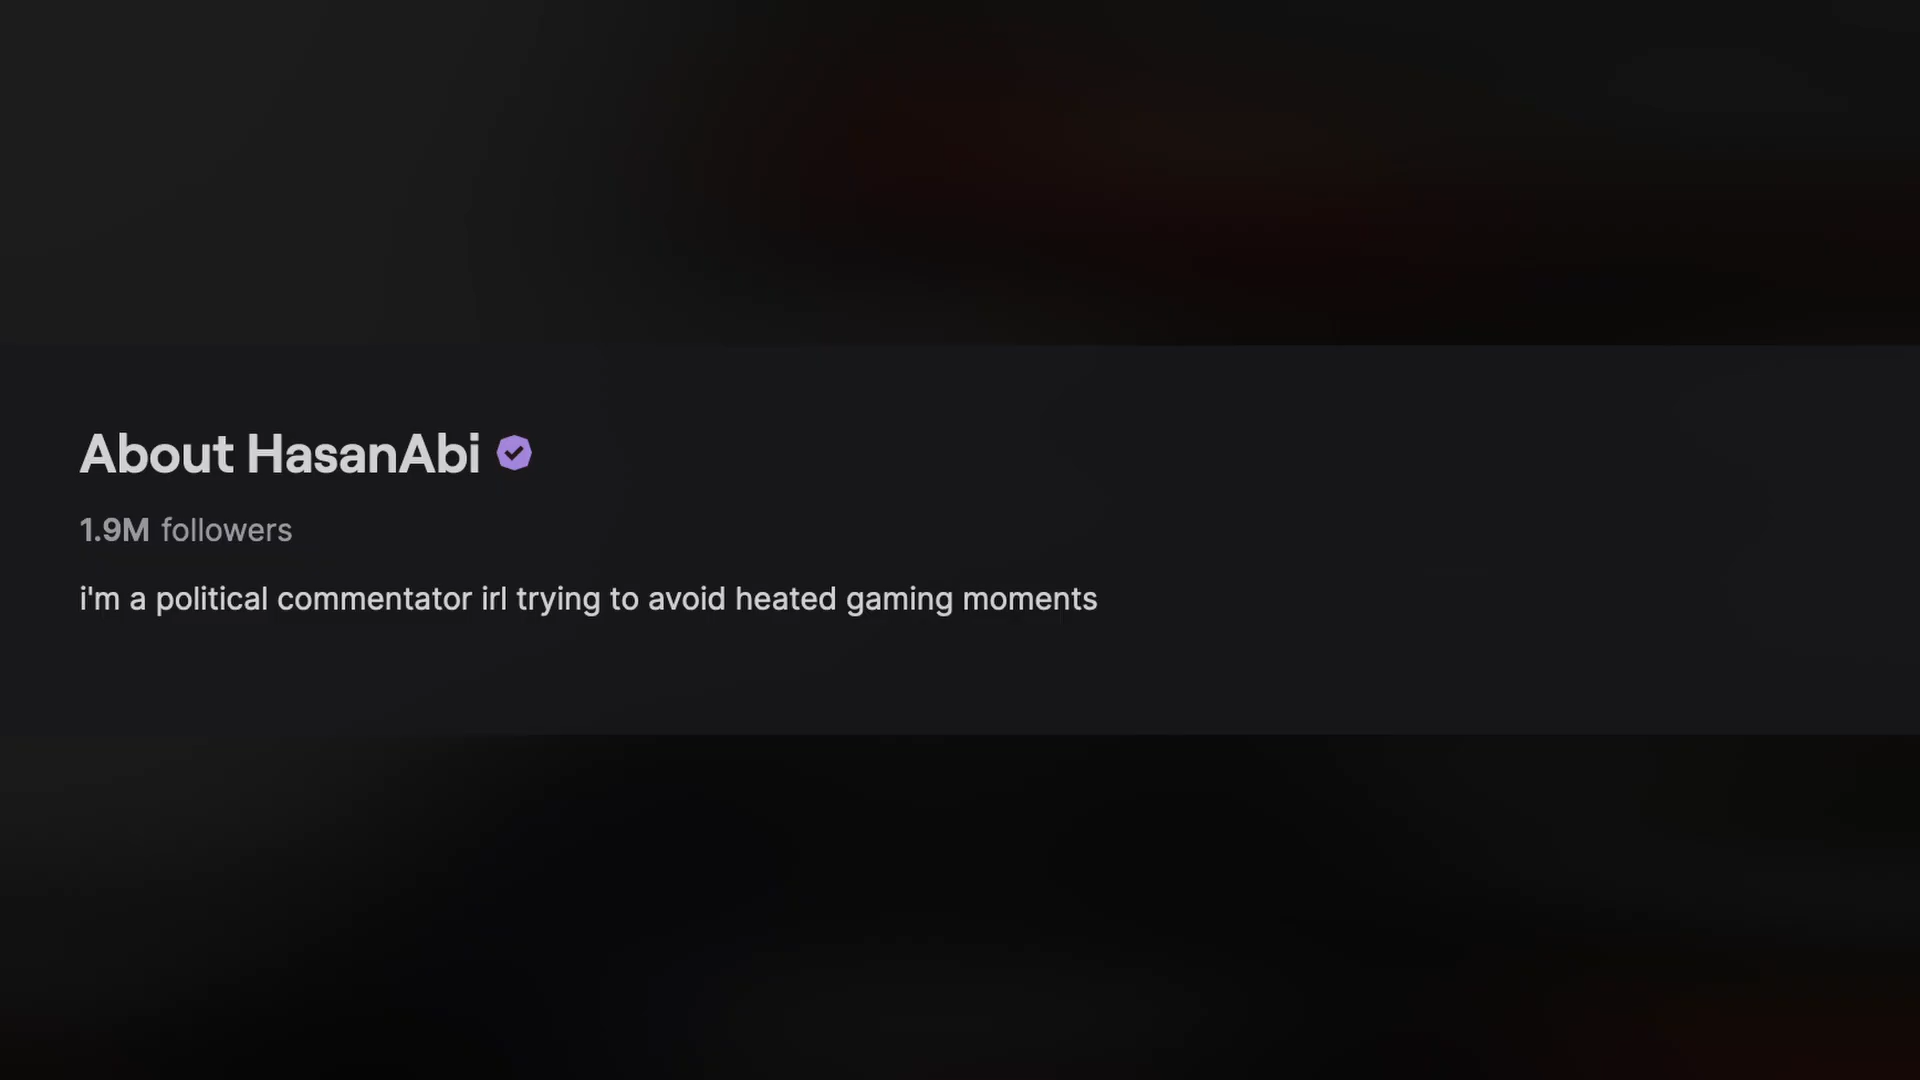 About HasanAbi
1.9M followers
i'm a political commentator irl trying to avoid heated gaming moments